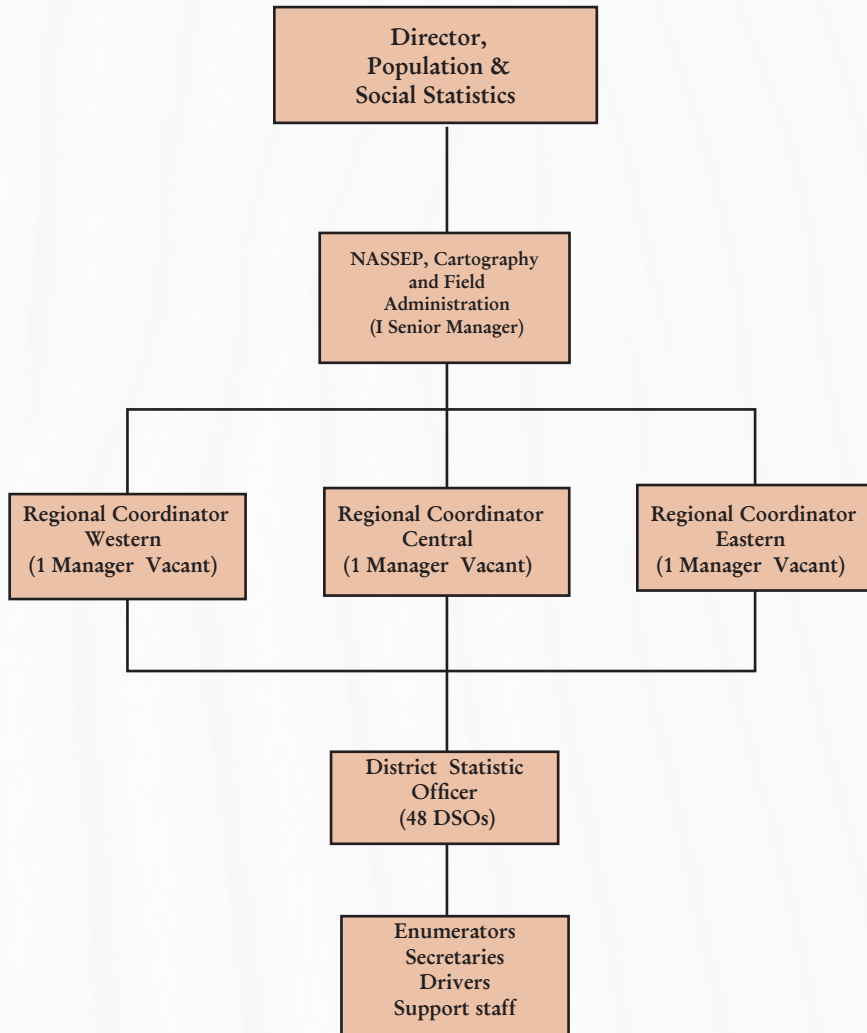 Director,
Population &
Social Statistics
NASSEP, Cartography
and Field
Administration
(I Senior Manager)
Regional Coordinator
Western
(1 Manager Vacant)
Regional Coordinator
Central
(1 Manager Vacant)
Regional Coordinator
Eastern
(1 Manager Vacant)
District Statistic
Officer
(48 DSOs)
Enumerators
Secretaries
Drivers
Support staff